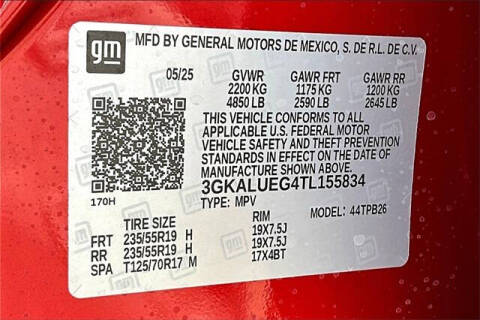 gm MFD BY GENERAL MOTORS DE MEXICO, S. DE R.L. DE C.V.
05/25 GVWR GAWR FRT GAWR RR
2200 KG 1175 KG 1200 KG
4850 LB 2590 LB 2645 LB
THIS VEHICLE CONFORMS TO ALL
APPLICABLE U.S. FEDERAL MOTOR
VEHICLE SAFETY AND THEFT PREVENTION
STANDARDS IN EFFECT ON THE DATE OF
MANUFACTURE SHOWN ABOVE.
3GKALUEG4TL155834
170H TYPE: MPV MODEL: 44TPB26
TIRE SIZE RIM
FRT 235/55R19 H 19X7.5J
RR 235/55R19 H 19X7.5J
SPA T125/70R17 M 17X4BT